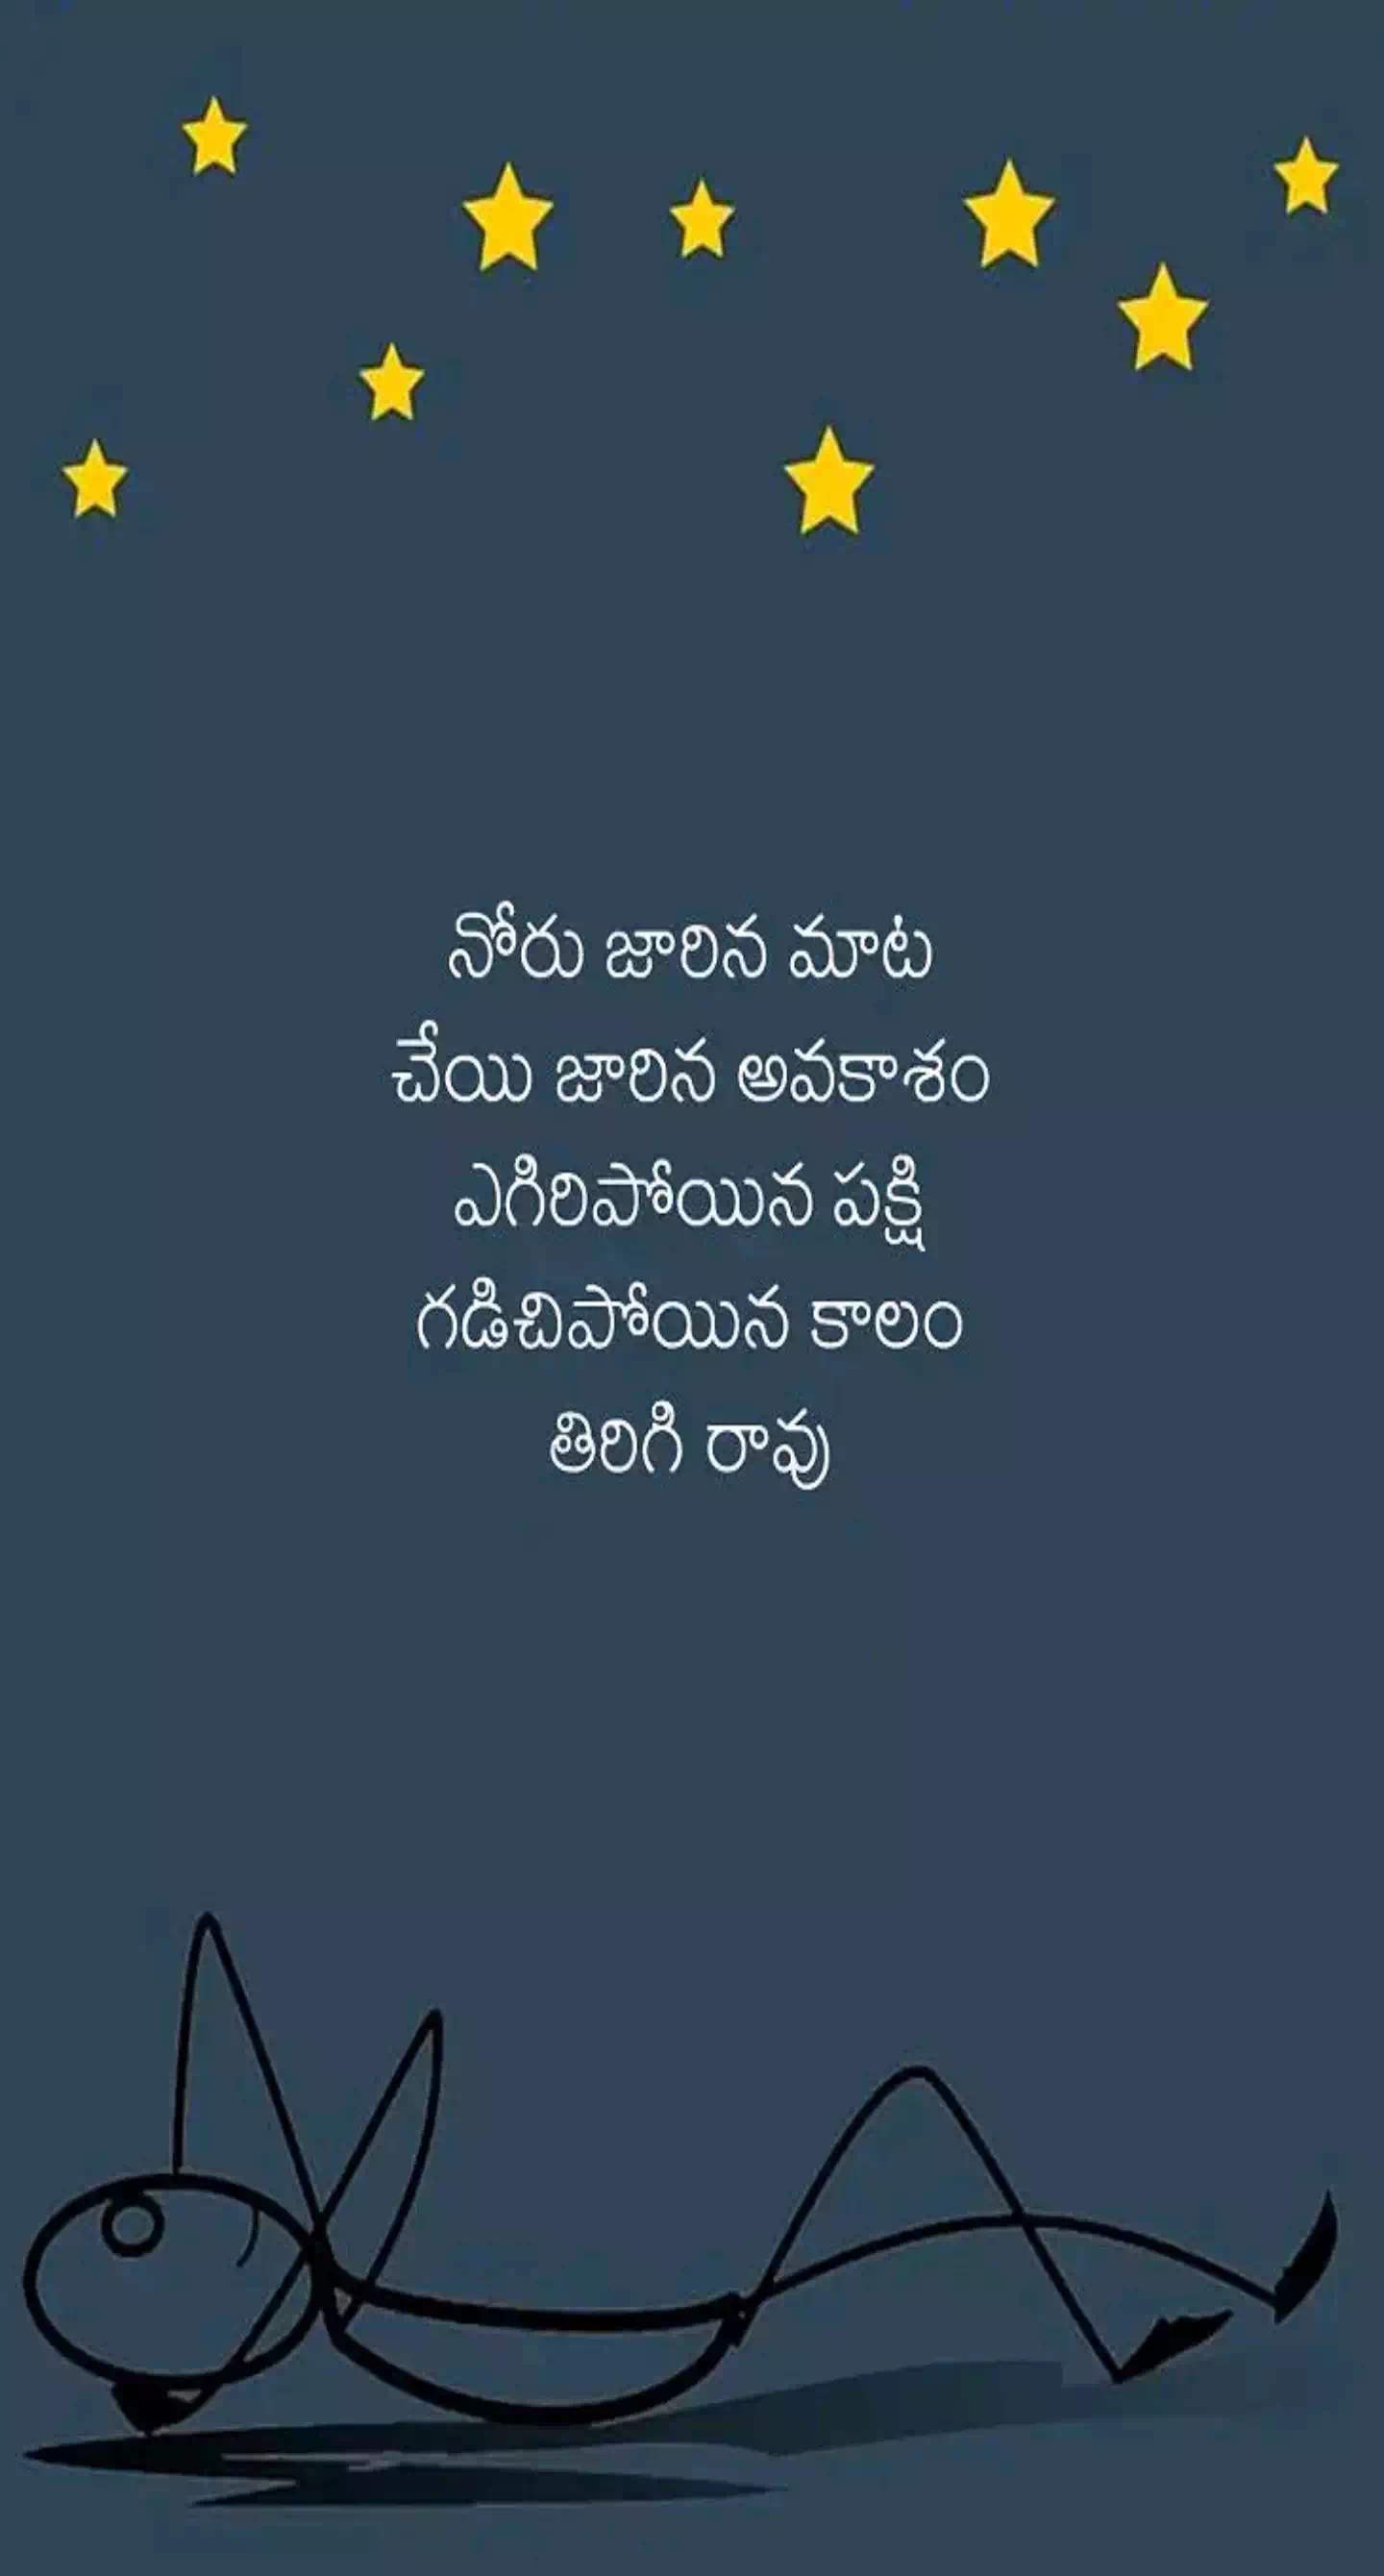 నోరు జారిన మాట
చేయి జారిన అవకాశం
ఎగిరిపోయిన పక్షి
గడిచిపోయిన కాలం
తిరిగి రావు